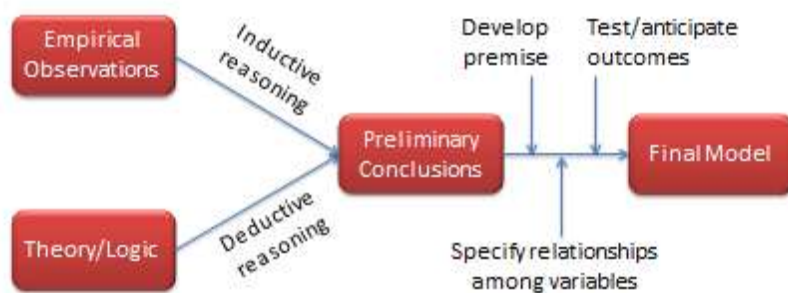 Empirical
Observations
Inductive
reasoning
Develop
premise
Test/anticipate
outcomes
Preliminary
Conclusions
Final Model
Theory/Logic
Deductive
reasoning
Specify relationships
among variables